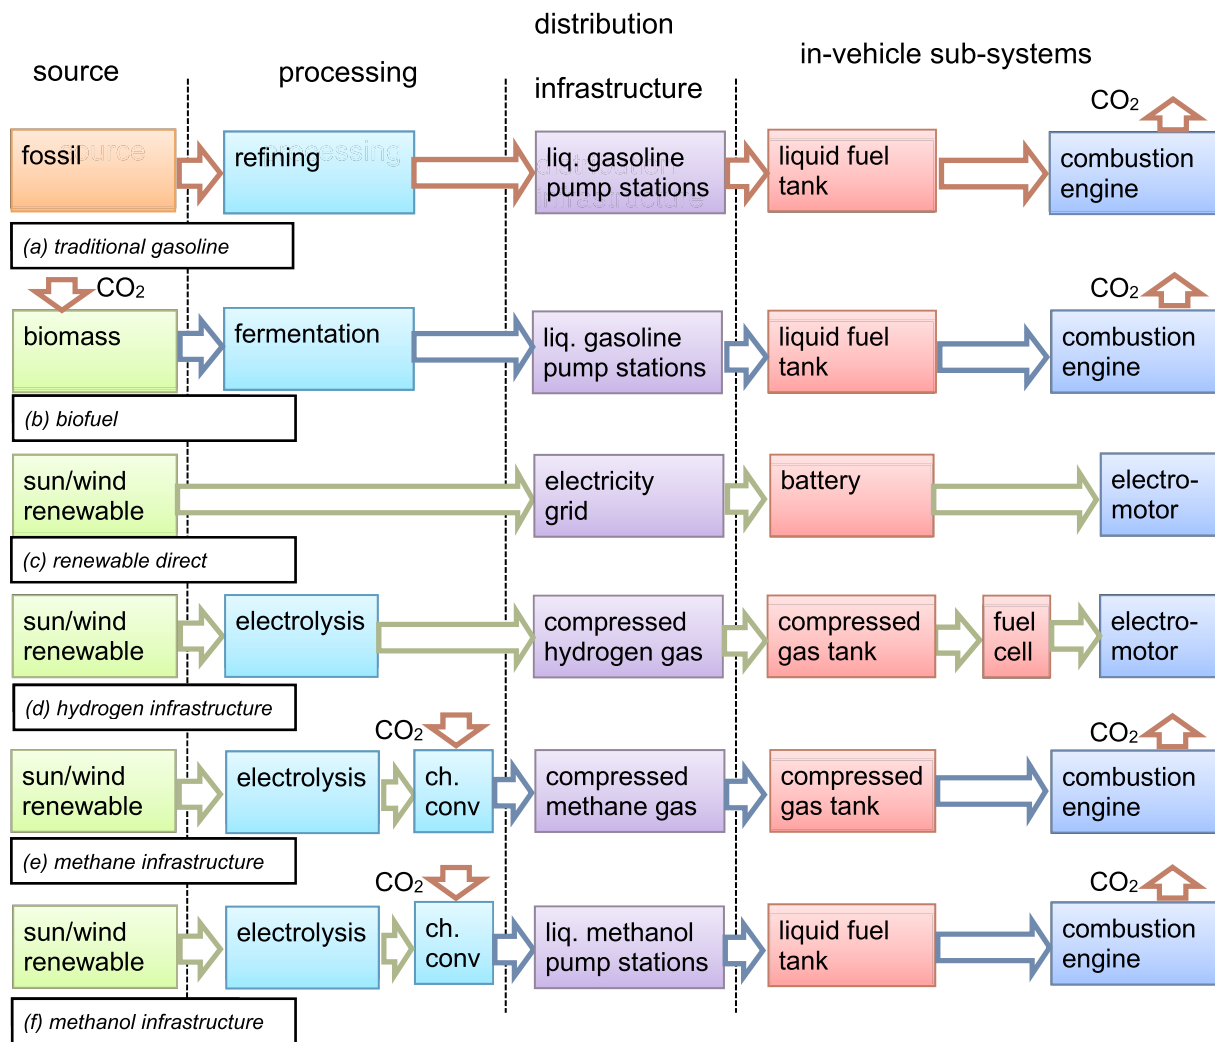 distribution
infrastructure
source
processing
in-vehicle sub-systems
CO2
fossil
source
refining
processing
liq. gasoline
pump stations
distribution
infrastructure
liquid fuel
tank
combustion
engine
(a) traditional gasoline
CO2
CO2
biomass
fermentation
liq. gasoline
pump stations
liquid fuel
tank
combustion
engine
(b) biofuel
sun/wind
renewable
electricity
grid
battery
electro-
motor
(c) renewable direct
sun/wind
renewable
electrolysis
compressed
hydrogen gas
compressed
gas tank
fuel
cell
electro-
motor
(d) hydrogen infrastructure
CO2
CO2
sun/wind
renewable
electrolysis
ch.
conv
compressed
methane gas
compressed
gas tank
combustion
engine
(e) methane infrastructure
CO2
CO2
sun/wind
renewable
electrolysis
ch.
conv
liq. methanol
pump stations
liquid fuel
tank
combustion
engine
(f) methanol infrastructure